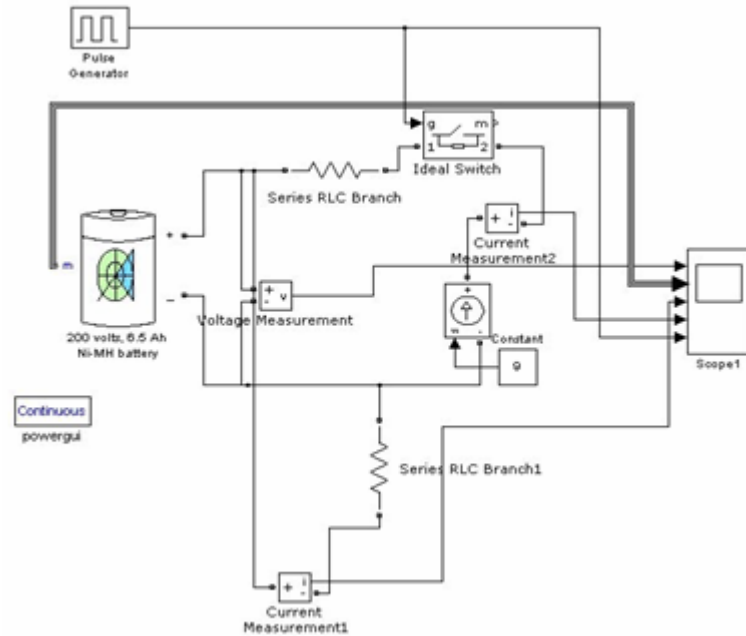 Pulse
Generator
g
m
1
2
Ideal Switch
Series RLC Branch
+
i
-
Current
Measurement2
m
+
_
+
-
v
Voltage Measurement
+
-
Constant
9
Scope1
200 volts, 6.5 Ah
Ni-MH battery
Continuous
powergui
Series RLC Branch1
+
i
-
Current
Measurement1